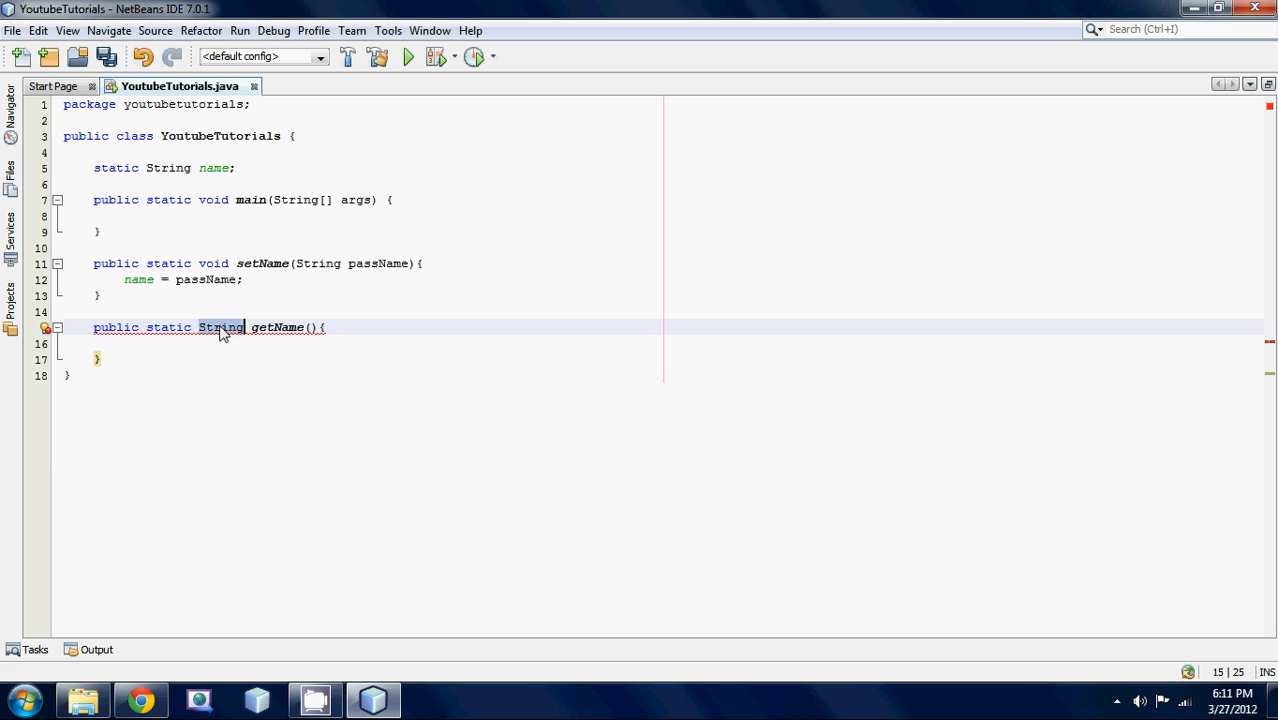 YoutubeTutorials - NetBeans IDE 7.0.1
File Edit View Navigate Source Refactor Run Debug Profile Team Tools Window Help
Search (Ctrl+I)
<default config>
Start Page YoutubeTutorials.java
Navigator
Files
Services
Projects
1 package youtubetutorials;
2
3 public class YoutubeTutorials {
4
5 static String name;
6
7 public static void main(String[] args) {
8
9 }
10
11 public static void setName(String passName){
12 name = passName;
13 }
14
15 public static String getName(){
16
17 }
18 }
Tasks Output
15 | 25 INS
6:11 PM
3/27/2012